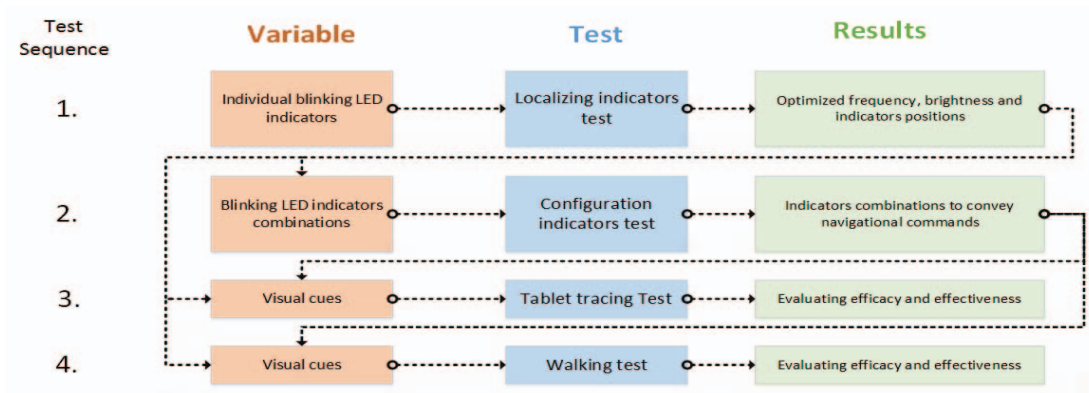 Test
Sequence
Variable
Test
Results
1.
Individual blinking LED
indicators
Localizing indicators
test
Optimized frequency, brightness and
indicators positions
2.
Blinking LED indicators
combinations
Configuration
indicators test
Indicators combinations to convey
navigational commands
3.
Visual cues
Tablet tracing Test
Evaluating efficacy and effectiveness
4.
Visual cues
Walking test
Evaluating efficacy and effectiveness